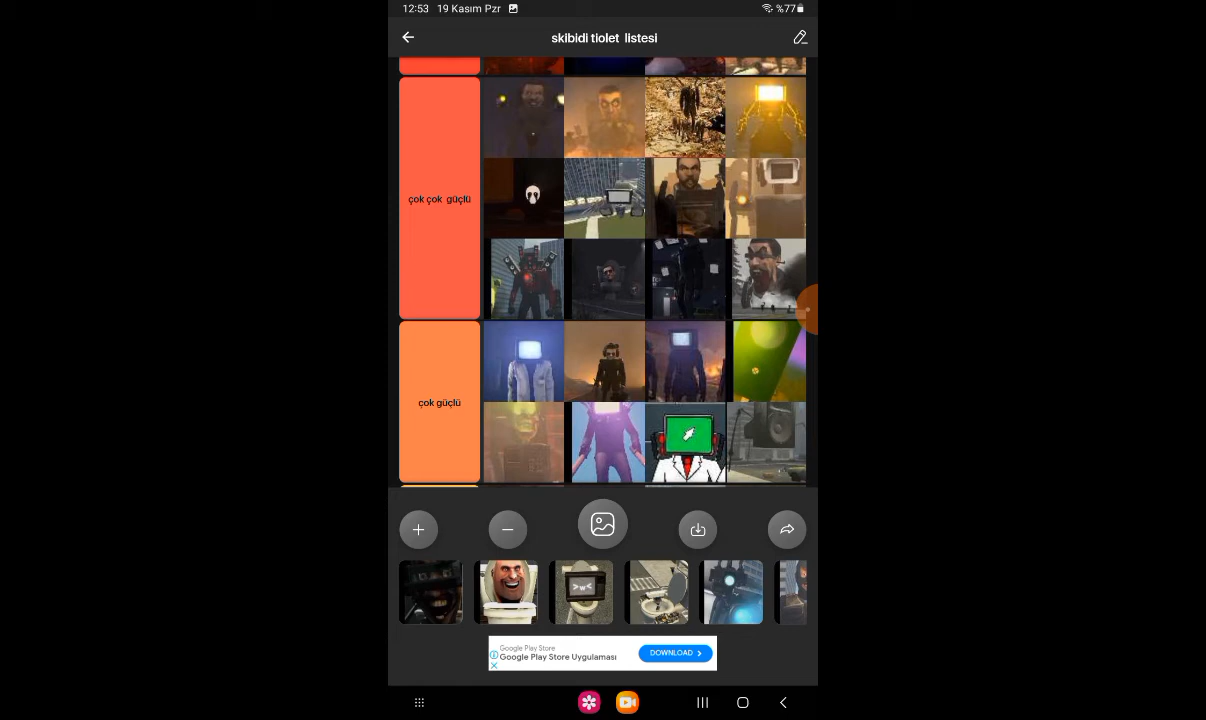 12:53 19 Kasım Pzr
%77
skibidi tiolet listesi
çok çok güçlü
çok güçlü
>w<
Google Play Store
Google Play Store Uygulaması
DOWNLOAD